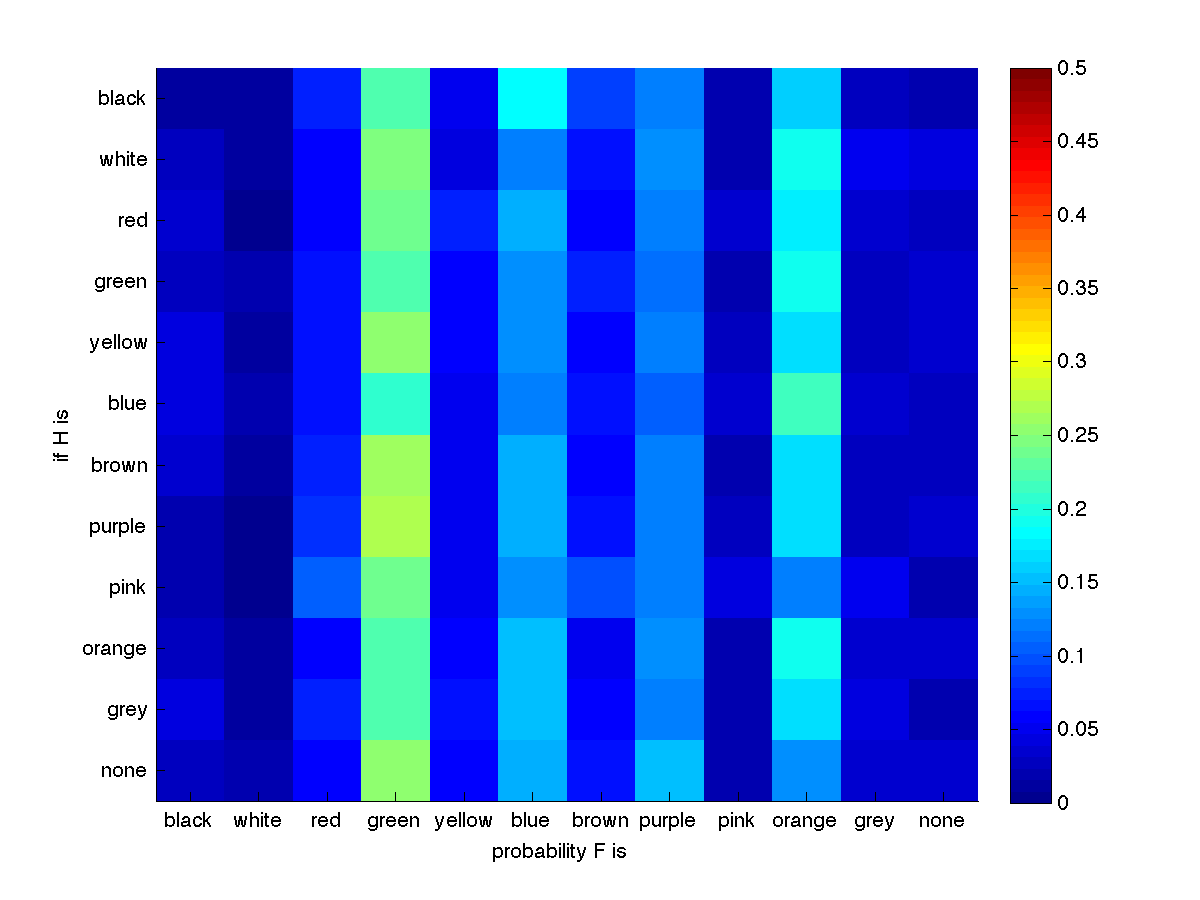 black
white
red
green
yellow
blue
brown
purple
pink
orange
grey
none
if H is
black white red green yellow blue brown purple pink orange grey none
probability F is
0.5
0.45
0.4
0.35
0.3
0.25
0.2
0.15
0.1
0.05
0